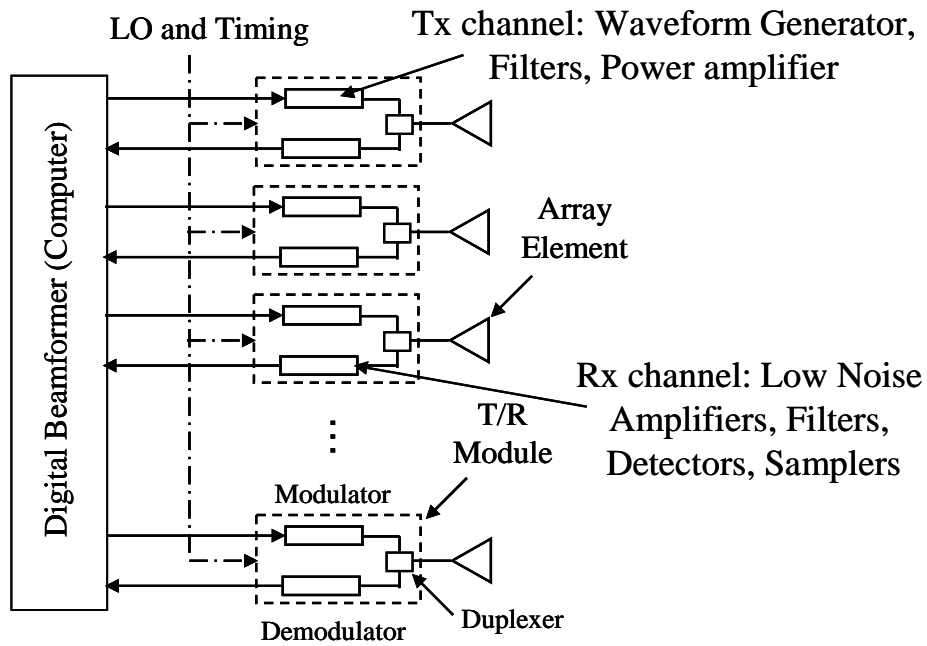 LO and Timing
Tx channel: Waveform Generator,
Filters, Power amplifier
Digital Beamformer (Computer)
Array
Element
Rx channel: Low Noise
Amplifiers, Filters,
Detectors, Samplers
T/R
Module
Modulator
Demodulator
Duplexer